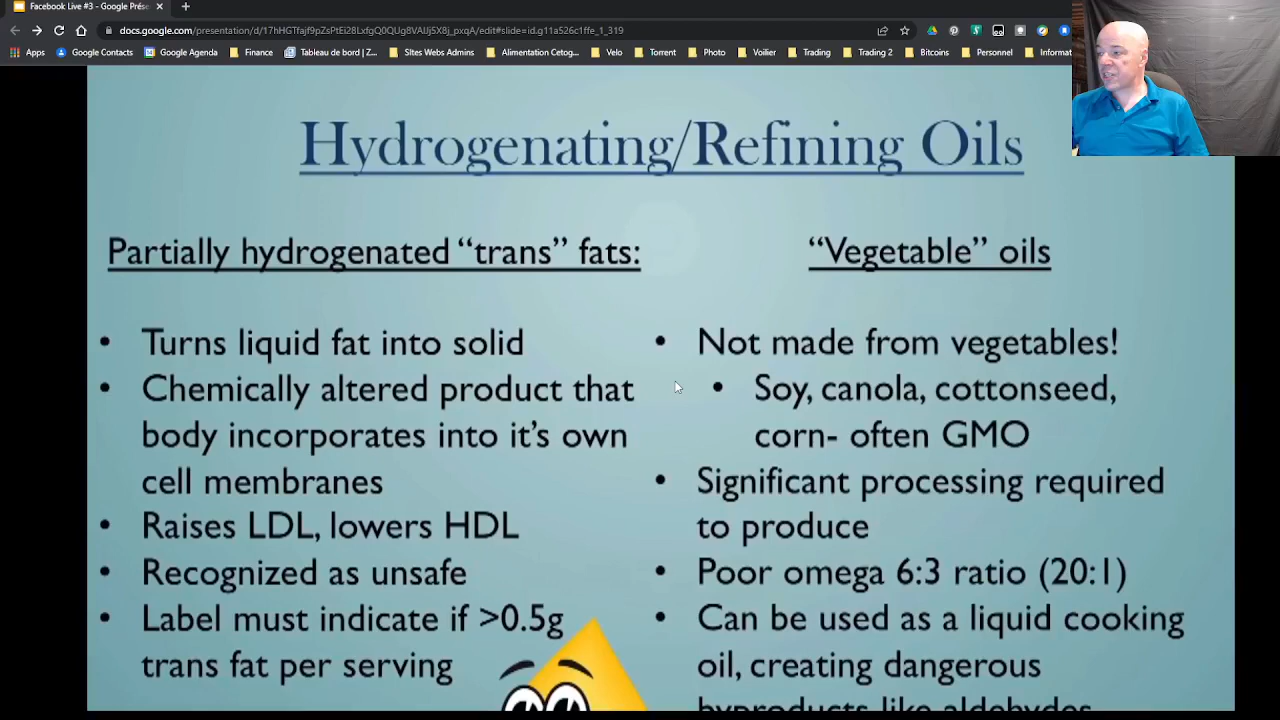 Facebook Live #3 - Google Prése
docs.google.com/presentation/d/17hHGTfajf9pZsPtEi28LxfgQ0QUg8VAUj5X8j_pxqA/edit#slide=id.g11a526c1ffe_1_319
Apps Google Contacts Google Agenda Finance Tableau de bord | Z... SItes Webs Admins Alimentation Cetog... Velo Torrent Photo Voilier Trading Trading 2 Bitcoins Personnel Informat
Hydrogenating/Refining Oils
Partially hydrogenated “trans” fats:
• Turns liquid fat into solid
• Chemically altered product that
body incorporates into it’s own
cell membranes
• Raises LDL, lowers HDL
• Recognized as unsafe
• Label must indicate if >0.5g
trans fat per serving
“Vegetable” oils
• Not made from vegetables!
• Soy, canola, cottonseed,
corn- often GMO
• Significant processing required
to produce
• Poor omega 6:3 ratio (20:1)
• Can be used as a liquid cooking
oil, creating dangerous
byproducts like aldehydes